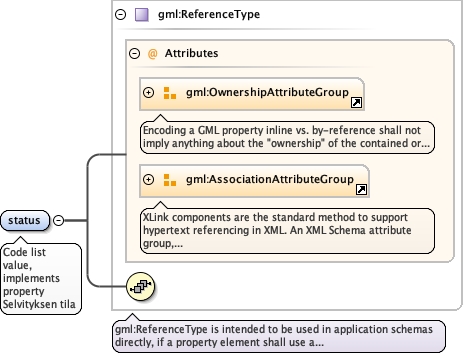 gml:ReferenceType
@ Attributes
gml:OwnershipAttributeGroup
Encoding a GML property inline vs. by-reference shall not
imply anything about the "ownership" of the contained or...
gml:AssociationAttributeGroup
XLink components are the standard method to support
hypertext referencing in XML. An XML Schema attribute
group,...
status
Code list
value,
implements
property
Selvityksen tila
gml:ReferenceType is intended to be used in application schemas
directly, if a property element shall use a...